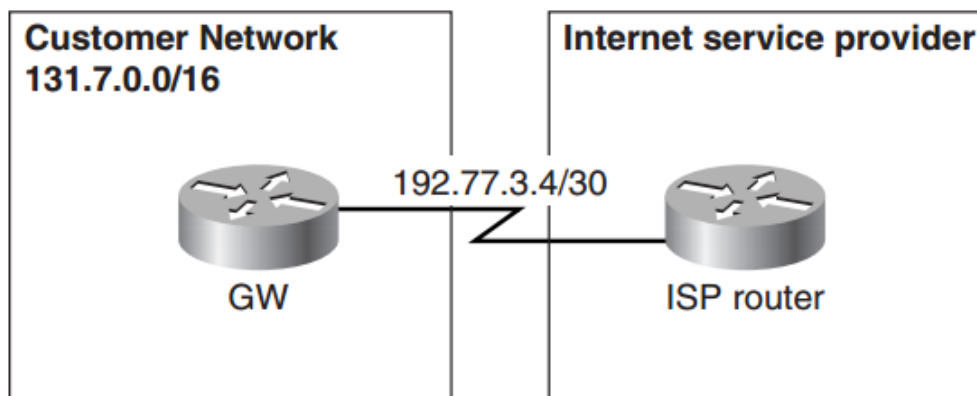 Customer Network
131.7.0.0/16
Internet service provider
192.77.3.4/30
GW
ISP router